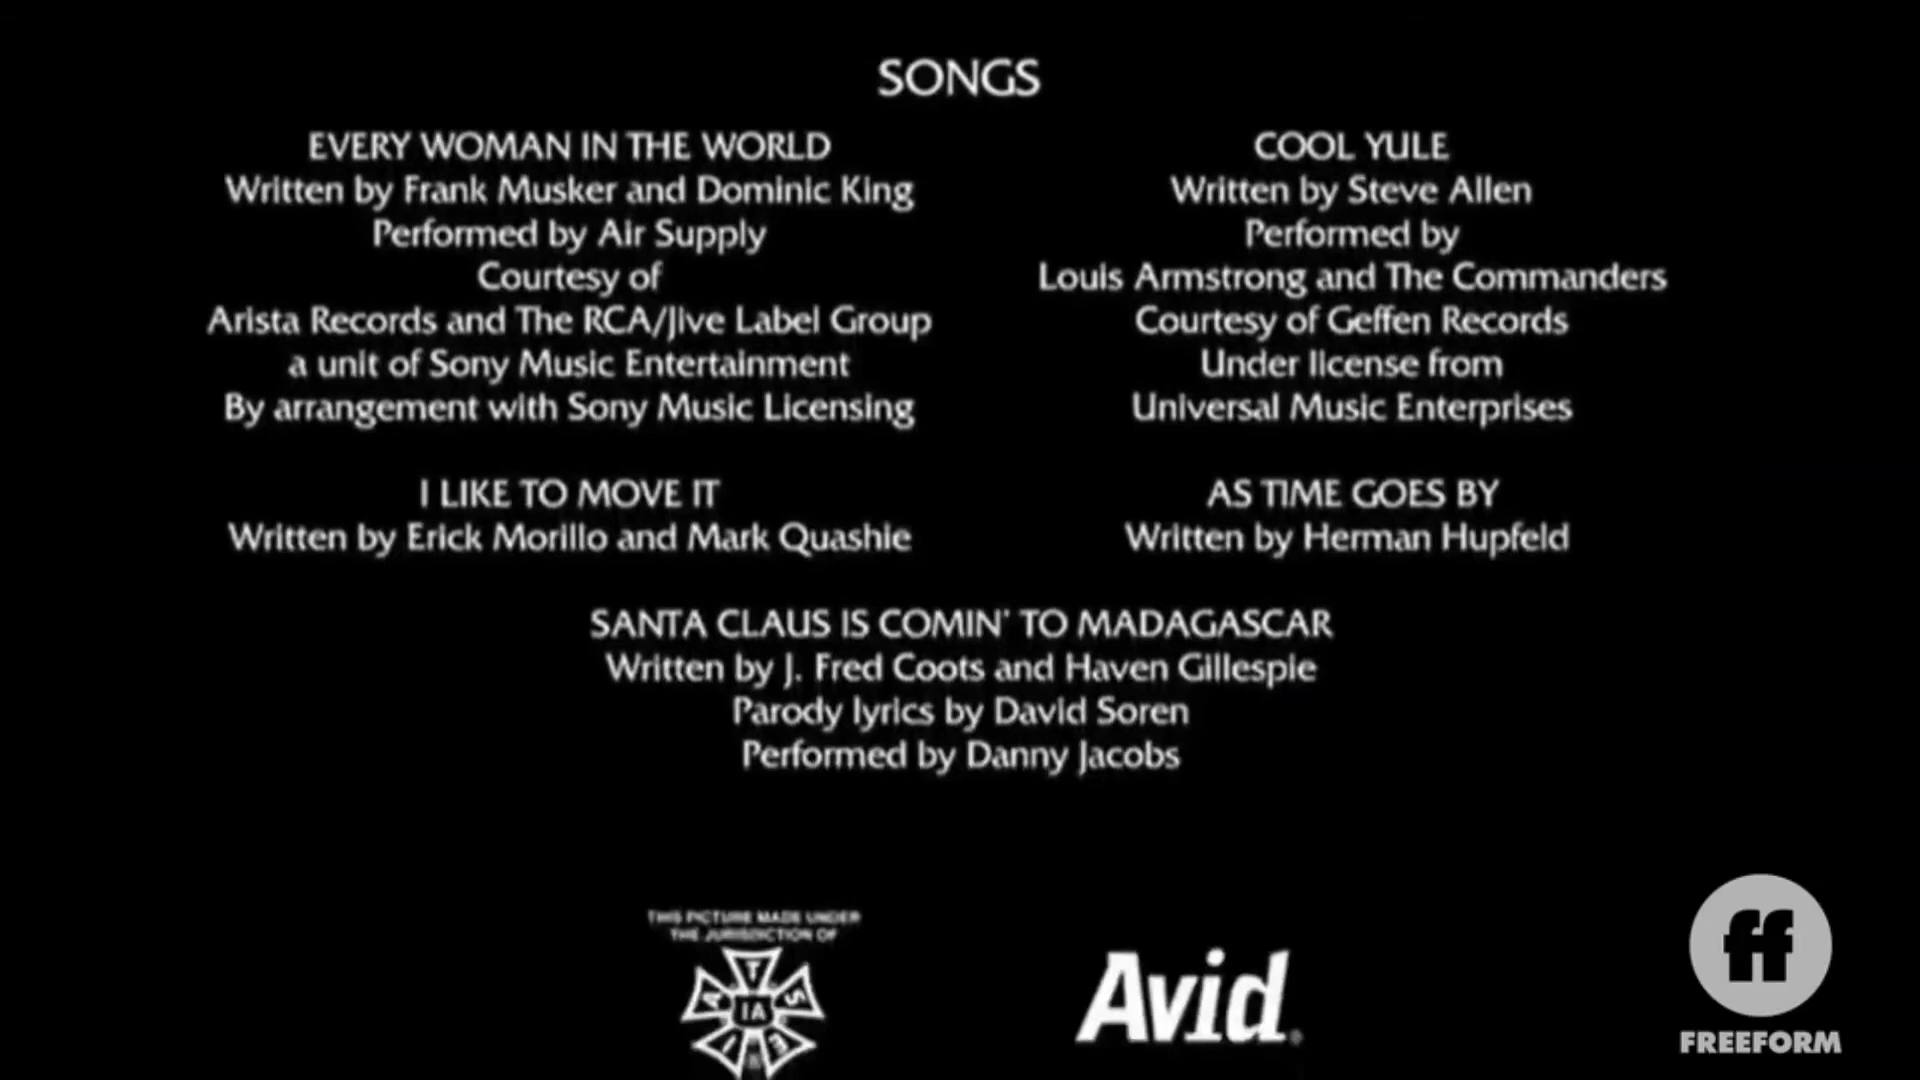 SONGS
EVERY WOMAN IN THE WORLD
Written by Frank Musker and Dominic King
Performed by Air Supply
Courtesy of
Arista Records and The RCA/Jive Label Group
a unit of Sony Music Entertainment
By arrangement with Sony Music Licensing
COOL YULE
Written by Steve Allen
Performed by
Louis Armstrong and The Commanders
Courtesy of Geffen Records
Under license from
Universal Music Enterprises
I LIKE TO MOVE IT
Written by Erick Morillo and Mark Quashie
AS TIME GOES BY
Written by Herman Hupfeld
SANTA CLAUS IS COMIN' TO MADAGASCAR
Written by J. Fred Coots and Haven Gillespie
Parody lyrics by David Soren
Performed by Danny Jacobs
THIS PICTURE MADE UNDER
THE JURISDICTION OF
IATSE
IA
Avid
ff
FREEFORM